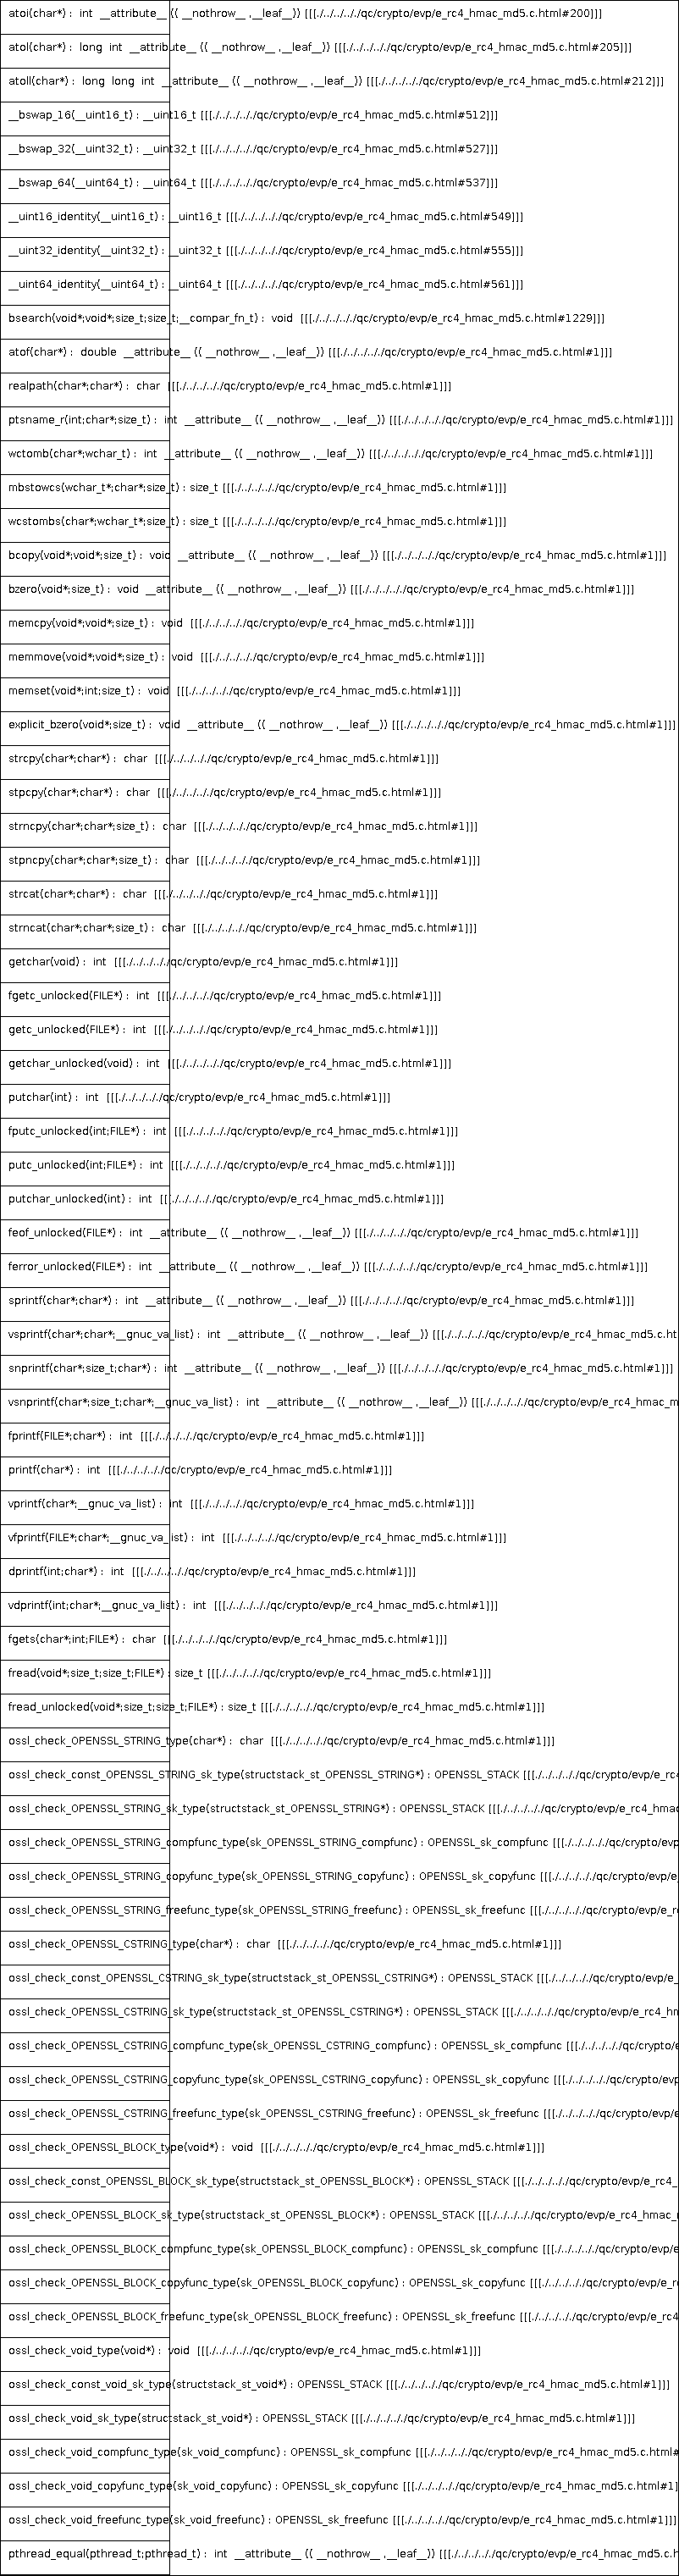 atoi(char*) : int __attribute__ (( __nothrow__ ,__leaf__)) [[[./../../../qc/crypto/evp/e_rc4_hmac_md5.c.html#200]]]
atol(char*) : long int __attribute__ (( __nothrow__ ,__leaf__)) [[[./../../../qc/crypto/evp/e_rc4_hmac_md5.c.html#205]]]
atoll(char*) : long long int __attribute__ (( __nothrow__ ,__leaf__)) [[[./../../../qc/crypto/evp/e_rc4_hmac_md5.c.html#212]]]
__bswap_16(__uint16_t) : __uint16_t [[[./../../../qc/crypto/evp/e_rc4_hmac_md5.c.html#512]]]
__bswap_32(__uint32_t) : __uint32_t [[[./../../../qc/crypto/evp/e_rc4_hmac_md5.c.html#527]]]
__bswap_64(__uint64_t) : __uint64_t [[[./../../../qc/crypto/evp/e_rc4_hmac_md5.c.html#537]]]
__uint16_identity(__uint16_t) : __uint16_t [[[./../../../qc/crypto/evp/e_rc4_hmac_md5.c.html#549]]]
__uint32_identity(__uint32_t) : __uint32_t [[[./../../../qc/crypto/evp/e_rc4_hmac_md5.c.html#555]]]
__uint64_identity(__uint64_t) : __uint64_t [[[./../../../qc/crypto/evp/e_rc4_hmac_md5.c.html#561]]]
bsearch(void*;void*;size_t;size_t;__compar_fn_t) : void [[[./../../../qc/crypto/evp/e_rc4_hmac_md5.c.html#1229]]]
atof(char*) : double __attribute__ (( __nothrow__ ,__leaf__)) [[[./../../../qc/crypto/evp/e_rc4_hmac_md5.c.html#1]]]
realpath(char*;char*) : char [[[./../../../qc/crypto/evp/e_rc4_hmac_md5.c.html#1]]]
ptsname_r(int;char*;size_t) : int __attribute__ (( __nothrow__ ,__leaf__)) [[[./../../../qc/crypto/evp/e_rc4_hmac_md5.c.html#1]]]
wctomb(char*;wchar_t) : int __attribute__ (( __nothrow__ ,__leaf__)) [[[./../../../qc/crypto/evp/e_rc4_hmac_md5.c.html#1]]]
mbstowcs(wchar_t*;char*;size_t) : size_t [[[./../../../qc/crypto/evp/e_rc4_hmac_md5.c.html#1]]]
wcstombs(char*;wchar_t*;size_t) : size_t [[[./../../../qc/crypto/evp/e_rc4_hmac_md5.c.html#1]]]
bcopy(void*;void*;size_t) : void __attribute__ (( __nothrow__ ,__leaf__)) [[[./../../../qc/crypto/evp/e_rc4_hmac_md5.c.html#1]]]
bzero(void*;size_t) : void __attribute__ (( __nothrow__ ,__leaf__)) [[[./../../../qc/crypto/evp/e_rc4_hmac_md5.c.html#1]]]
memcpy(void*;void*;size_t) : void [[[./../../../qc/crypto/evp/e_rc4_hmac_md5.c.html#1]]]
memmove(void*;void*;size_t) : void [[[./../../../qc/crypto/evp/e_rc4_hmac_md5.c.html#1]]]
memset(void*;int;size_t) : void [[[./../../../qc/crypto/evp/e_rc4_hmac_md5.c.html#1]]]
explicit_bzero(void*;size_t) : void __attribute__ (( __nothrow__ ,__leaf__)) [[[./../../../qc/crypto/evp/e_rc4_hmac_md5.c.html#1]]]
strcpy(char*;char*) : char [[[./../../../qc/crypto/evp/e_rc4_hmac_md5.c.html#1]]]
stpcpy(char*;char*) : char [[[./../../../qc/crypto/evp/e_rc4_hmac_md5.c.html#1]]]
strncpy(char*;char*;size_t) : char [[[./../../../qc/crypto/evp/e_rc4_hmac_md5.c.html#1]]]
stpncpy(char*;char*;size_t) : char [[[./../../../qc/crypto/evp/e_rc4_hmac_md5.c.html#1]]]
strcat(char*;char*) : char [[[./../../../qc/crypto/evp/e_rc4_hmac_md5.c.html#1]]]
strncat(char*;char*;size_t) : char [[[./../../../qc/crypto/evp/e_rc4_hmac_md5.c.html#1]]]
getchar(void) : int [[[./../../../qc/crypto/evp/e_rc4_hmac_md5.c.html#1]]]
fgetc_unlocked(FILE*) : int [[[./../../../qc/crypto/evp/e_rc4_hmac_md5.c.html#1]]]
getc_unlocked(FILE*) : int [[[./../../../qc/crypto/evp/e_rc4_hmac_md5.c.html#1]]]
getchar_unlocked(void) : int [[[./../../../qc/crypto/evp/e_rc4_hmac_md5.c.html#1]]]
putchar(int) : int [[[./../../../qc/crypto/evp/e_rc4_hmac_md5.c.html#1]]]
fputc_unlocked(int;FILE*) : int [[[./../../../qc/crypto/evp/e_rc4_hmac_md5.c.html#1]]]
putc_unlocked(int;FILE*) : int [[[./../../../qc/crypto/evp/e_rc4_hmac_md5.c.html#1]]]
putchar_unlocked(int) : int [[[./../../../qc/crypto/evp/e_rc4_hmac_md5.c.html#1]]]
feof_unlocked(FILE*) : int __attribute__ (( __nothrow__ ,__leaf__)) [[[./../../../qc/crypto/evp/e_rc4_hmac_md5.c.html#1]]]
ferror_unlocked(FILE*) : int __attribute__ (( __nothrow__ ,__leaf__)) [[[./../../../qc/crypto/evp/e_rc4_hmac_md5.c.html#1]]]
sprintf(char*;char*) : int __attribute__ (( __nothrow__ ,__leaf__)) [[[./../../../qc/crypto/evp/e_rc4_hmac_md5.c.html#1]]]
vsprintf(char*;char*;__gnuc_va_list) : int __attribute__ (( __nothrow__ ,__leaf__)) [[[./../../../qc/crypto/evp/e_rc4_hmac_md5.c.ht
snprintf(char*;size_t;char*) : int __attribute__ (( __nothrow__ ,__leaf__)) [[[./../../../qc/crypto/evp/e_rc4_hmac_md5.c.html#1]]]
vsnprintf(char*;size_t;char*;__gnuc_va_list) : int __attribute__ (( __nothrow__ ,__leaf__)) [[[./../../../qc/crypto/evp/e_rc4_hmac_m
fprintf(FILE*;char*) : int [[[./../../../qc/crypto/evp/e_rc4_hmac_md5.c.html#1]]]
printf(char*) : int [[[./../../../qc/crypto/evp/e_rc4_hmac_md5.c.html#1]]]
vprintf(char*;__gnuc_va_list) : int [[[./../../../qc/crypto/evp/e_rc4_hmac_md5.c.html#1]]]
vfprintf(FILE*;char*;__gnuc_va_list) : int [[[./../../../qc/crypto/evp/e_rc4_hmac_md5.c.html#1]]]
dprintf(int;char*) : int [[[./../../../qc/crypto/evp/e_rc4_hmac_md5.c.html#1]]]
vdprintf(int;char*;__gnuc_va_list) : int [[[./../../../qc/crypto/evp/e_rc4_hmac_md5.c.html#1]]]
fgets(char*;int;FILE*) : char [[[./../../../qc/crypto/evp/e_rc4_hmac_md5.c.html#1]]]
fread(void*;size_t;size_t;FILE*) : size_t [[[./../../../qc/crypto/evp/e_rc4_hmac_md5.c.html#1]]]
fread_unlocked(void*;size_t;size_t;FILE*) : size_t [[[./../../../qc/crypto/evp/e_rc4_hmac_md5.c.html#1]]]
ossl_check_OPENSSL_STRING_type(char*) : char [[[./../../../qc/crypto/evp/e_rc4_hmac_md5.c.html#1]]]
ossl_check_const_OPENSSL_STRING_sk_type(structstack_st_OPENSSL_STRING*) : OPENSSL_STACK [[[./../../../qc/crypto/evp/e_rc4
ossl_check_OPENSSL_STRING_sk_type(structstack_st_OPENSSL_STRING*) : OPENSSL_STACK [[[./../../../qc/crypto/evp/e_rc4_hmac
ossl_check_OPENSSL_STRING_compfunc_type(sk_OPENSSL_STRING_compfunc) : OPENSSL_sk_compfunc [[[./../../../qc/crypto/evp
ossl_check_OPENSSL_STRING_copyfunc_type(sk_OPENSSL_STRING_copyfunc) : OPENSSL_sk_copyfunc [[[./../../../qc/crypto/evp/e_
ossl_check_OPENSSL_STRING_freefunc_type(sk_OPENSSL_STRING_freefunc) : OPENSSL_sk_freefunc [[[./../../../qc/crypto/evp/e_rc
ossl_check_OPENSSL_CSTRING_type(char*) : char [[[./../../../qc/crypto/evp/e_rc4_hmac_md5.c.html#1]]]
ossl_check_const_OPENSSL_CSTRING_sk_type(structstack_st_OPENSSL_CSTRING*) : OPENSSL_STACK [[[./../../../qc/crypto/evp/e_
ossl_check_OPENSSL_CSTRING_sk_type(structstack_st_OPENSSL_CSTRING*) : OPENSSL_STACK [[[./../../../qc/crypto/evp/e_rc4_hm
ossl_check_OPENSSL_CSTRING_compfunc_type(sk_OPENSSL_CSTRING_compfunc) : OPENSSL_sk_compfunc [[[./../../../qc/crypto/e
ossl_check_OPENSSL_CSTRING_copyfunc_type(sk_OPENSSL_CSTRING_copyfunc) : OPENSSL_sk_copyfunc [[[./../../../qc/crypto/evp
ossl_check_OPENSSL_CSTRING_freefunc_type(sk_OPENSSL_CSTRING_freefunc) : OPENSSL_sk_freefunc [[[./../../../qc/crypto/evp/e
ossl_check_OPENSSL_BLOCK_type(void*) : void [[[./../../../qc/crypto/evp/e_rc4_hmac_md5.c.html#1]]]
ossl_check_const_OPENSSL_BLOCK_sk_type(structstack_st_OPENSSL_BLOCK*) : OPENSSL_STACK [[[./../../../qc/crypto/evp/e_rc4_
ossl_check_OPENSSL_BLOCK_sk_type(structstack_st_OPENSSL_BLOCK*) : OPENSSL_STACK [[[./../../../qc/crypto/evp/e_rc4_hmac_
ossl_check_OPENSSL_BLOCK_compfunc_type(sk_OPENSSL_BLOCK_compfunc) : OPENSSL_sk_compfunc [[[./../../../qc/crypto/evp/e
ossl_check_OPENSSL_BLOCK_copyfunc_type(sk_OPENSSL_BLOCK_copyfunc) : OPENSSL_sk_copyfunc [[[./../../../qc/crypto/evp/e_r
ossl_check_OPENSSL_BLOCK_freefunc_type(sk_OPENSSL_BLOCK_freefunc) : OPENSSL_sk_freefunc [[[./../../../qc/crypto/evp/e_rc4
ossl_check_void_type(void*) : void [[[./../../../qc/crypto/evp/e_rc4_hmac_md5.c.html#1]]]
ossl_check_const_void_sk_type(structstack_st_void*) : OPENSSL_STACK [[[./../../../qc/crypto/evp/e_rc4_hmac_md5.c.html#1]]]
ossl_check_void_sk_type(structstack_st_void*) : OPENSSL_STACK [[[./../../../qc/crypto/evp/e_rc4_hmac_md5.c.html#1]]]
ossl_check_void_compfunc_type(sk_void_compfunc) : OPENSSL_sk_compfunc [[[./../../../qc/crypto/evp/e_rc4_hmac_md5.c.html#
ossl_check_void_copyfunc_type(sk_void_copyfunc) : OPENSSL_sk_copyfunc [[[./../../../qc/crypto/evp/e_rc4_hmac_md5.c.html#1]
ossl_check_void_freefunc_type(sk_void_freefunc) : OPENSSL_sk_freefunc [[[./../../../qc/crypto/evp/e_rc4_hmac_md5.c.html#1]]]
pthread_equal(pthread_t;pthread_t) : int __attribute__ (( __nothrow__ ,__leaf__)) [[[./../../../qc/crypto/evp/e_rc4_hmac_md5.c.h